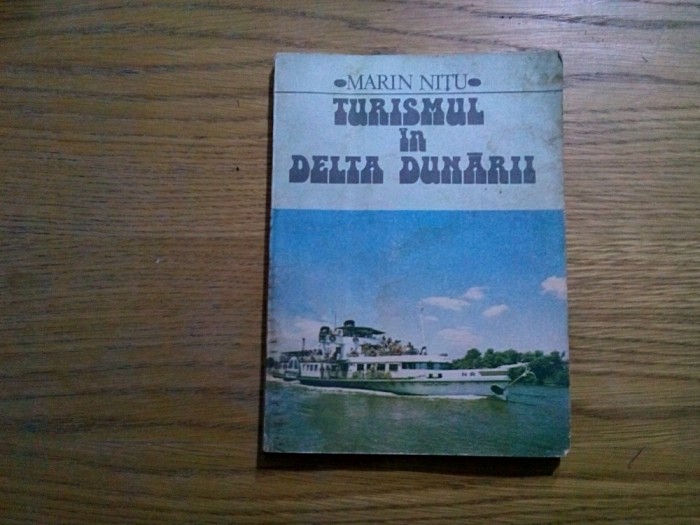 MARIN NIȚU
TURISMUL
în
DELTA DUNĂRII